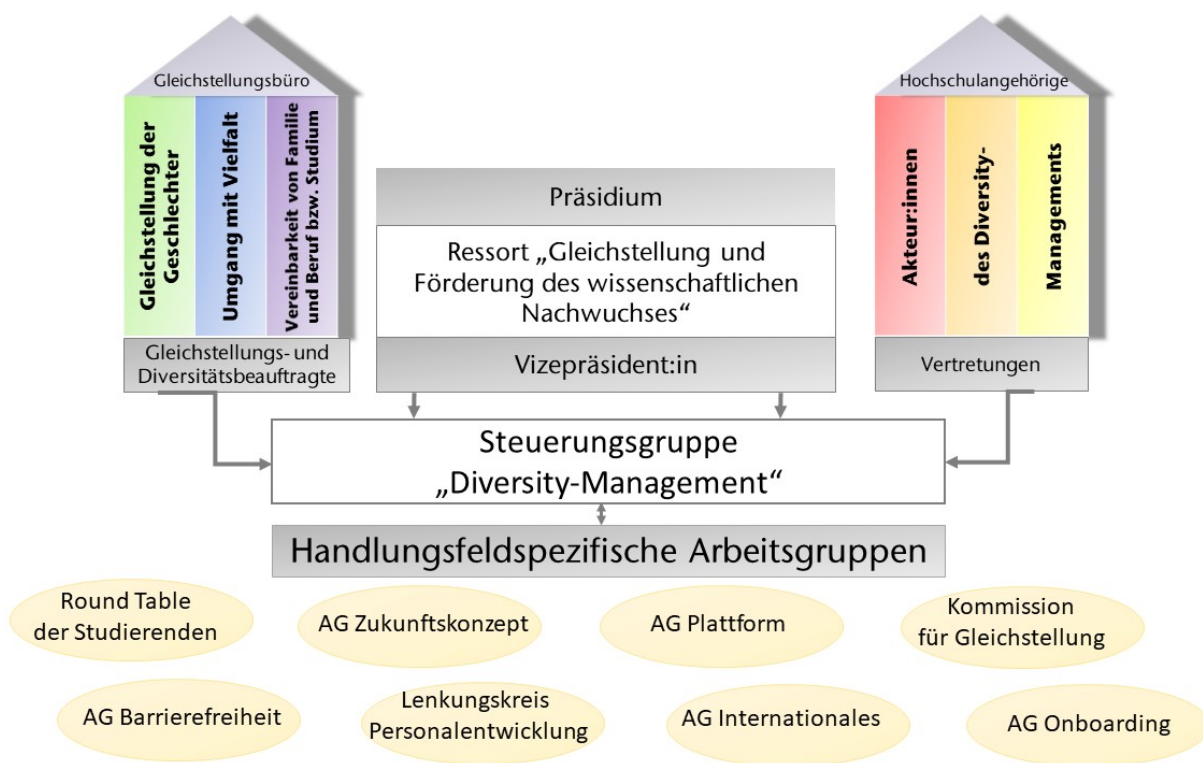 Gleichstellungsbüro
Gleichstellung der
Geschlechter
Umgang mit Vielfalt
Vereinbarkeit von Familie
und Beruf bzw. Studium
Gleichstellungs- und
Diversitätsbeauftragte
Präsidium
Ressort „Gleichstellung und
Förderung des wissenschaftlichen
Nachwuchses“
Vizepräsident:in
Hochschulangehörige
Akteur:innen
des Diversity-
Managements
Vertretungen
Steuerungsgruppe
„Diversity-Management“
Handlungsfeldspezifische Arbeitsgruppen
Round Table
der Studierenden
AG Zukunftskonzept
AG Plattform
Kommission
für Gleichstellung
AG Barrierefreiheit
Lenkungskreis
Personalentwicklung
AG Internationales
AG Onboarding